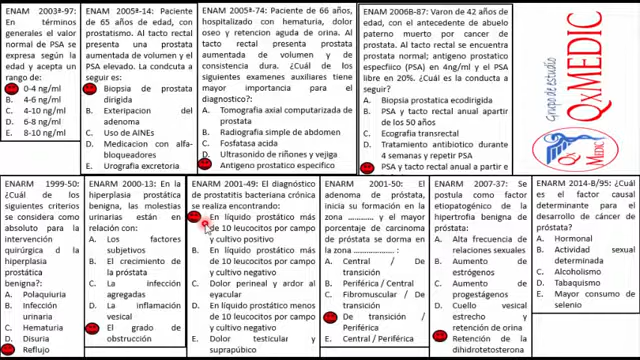 ENAM 2003ª-97:
En términos
generales el valor
normal de PSA se
expresa según la
edad y acepta un
rango de:
0-4 ng/ml
B. 4-6 ng/ml
C. 4-10 ng/ml
D. 6-8 ng/ml
E. 8-10 ng/ml
ENAM 2005ª-14: Paciente
de 65 años de edad, con
prostatismo. Al tacto rectal
presenta una prostata
aumentada de volumen y el
PSA elevado. La conducta a
seguir es:
Biopsia de prostata
dirigida
B. Exteripacion del
adenoma
C. Uso de AINEs
D. Medicacion con alfa-
bloqueadores
E. Urografia excretoria
ENAM 2005ª-74: Paciente de 66 años,
hospitalizado con hematuria, dolor
oseo y retencion aguda de orina. Al
tacto rectal presenta prostata
aumentada de volumen y de
consistencia dura. ¿Cuál de los
siguientes examenes auxiliares tiene
mayor importancia para el
diagnostico?:
A. Tomografia axial computarizada de
prostata
B. Radiografia simple de abdomen
C. Fosfatasa acida
D. Ultrasonido de riñones y vejiga
Antigeno prostatico especifico
ENAM 2006B-87: Varon de 42 años de
edad, con el antecedente de abuelo
paterno muerto por cancer de
prostata. Al tacto rectal se encuentra
prostata normal; antigeno prostatico
especifico (PSA) en 4ng/ml y el PSA
libre en 20%. ¿Cuál es la conducta a
seguir?
A. Biopsia prostatica ecodirigida
B. PSA y tacto rectal anual apartir
de los 50 años
C. Ecografia transrectal
D. Tratamiento antibiotico durante
4 semanas y repetir PSA
PSA y tacto rectal anual a partir e
Grupo de estudio
QxMEDIC
Qx
MEDIC
ENARM 1999-50:
¿Cuál de los
siguientes criterios
se considera como
absoluto para la
intervención
quirúrgica d la
hiperplasia
prostática
benigna?:
A. Polaquiuria
B. Infección
urinaria
C. Hematuria
D. Disuria
Reflujo
ENARM 2000-13: En la
hiperplasia prostática
benigna, las molestias
urinarias están en
relación con:
A. Los factores
subjetivos
B. El crecimiento de
la próstata
C. La infección
agregadas
D. La inflamación
vesical
El grado de
obstrucción
ENARM 2001-49: El diagnóstico
de prostatitis bacteriana crónica
se realiza encontrando:
En líquido prostático más
de 10 leucocitos por campo
y cultivo positivo
B. En líquido prostático más
de 10 leucocitos por campo
y cultivo negativo
C. Dolor perineal y ardor al
eyacular
D. En líquido prostático menos
de 10 leucocitos por campo
y cultivo negativo
E. Dolor testicular y
suprapúbico
ENARM 2001-50: El
adenoma de próstata,
inicia su formación en la
zona ………….. y el mayor
porcentaje de carcinoma
de próstata se dorma en
la zona ……………… :
A. Central / De
transición
B. Periférica / Central
C. Fibromuscular / De
transición
De transición /
Periférica
E. Central / Periférica
ENARM 2007-37: Se
postula como factor
etiopatogénico de la
hipertrofia benigna de
próstata:
A. Alta frecuencia de
relaciones sexuales
B. Aumento de
estrógenos
C. Aumento de
progestágenos
D. Cuello vesical
estrecho y
retención de orina
Retención de la
dihidrotetosterona
ENARM 2014-B/95: ¿Cuál
es el factor causal
determinante para el
desarrollo de cáncer de
próstata?:
A. Hormonal
B. Actividad sexual
determinada
C. Alcoholismo
D. Tabaquismo
E. Mayor consumo de
selenio